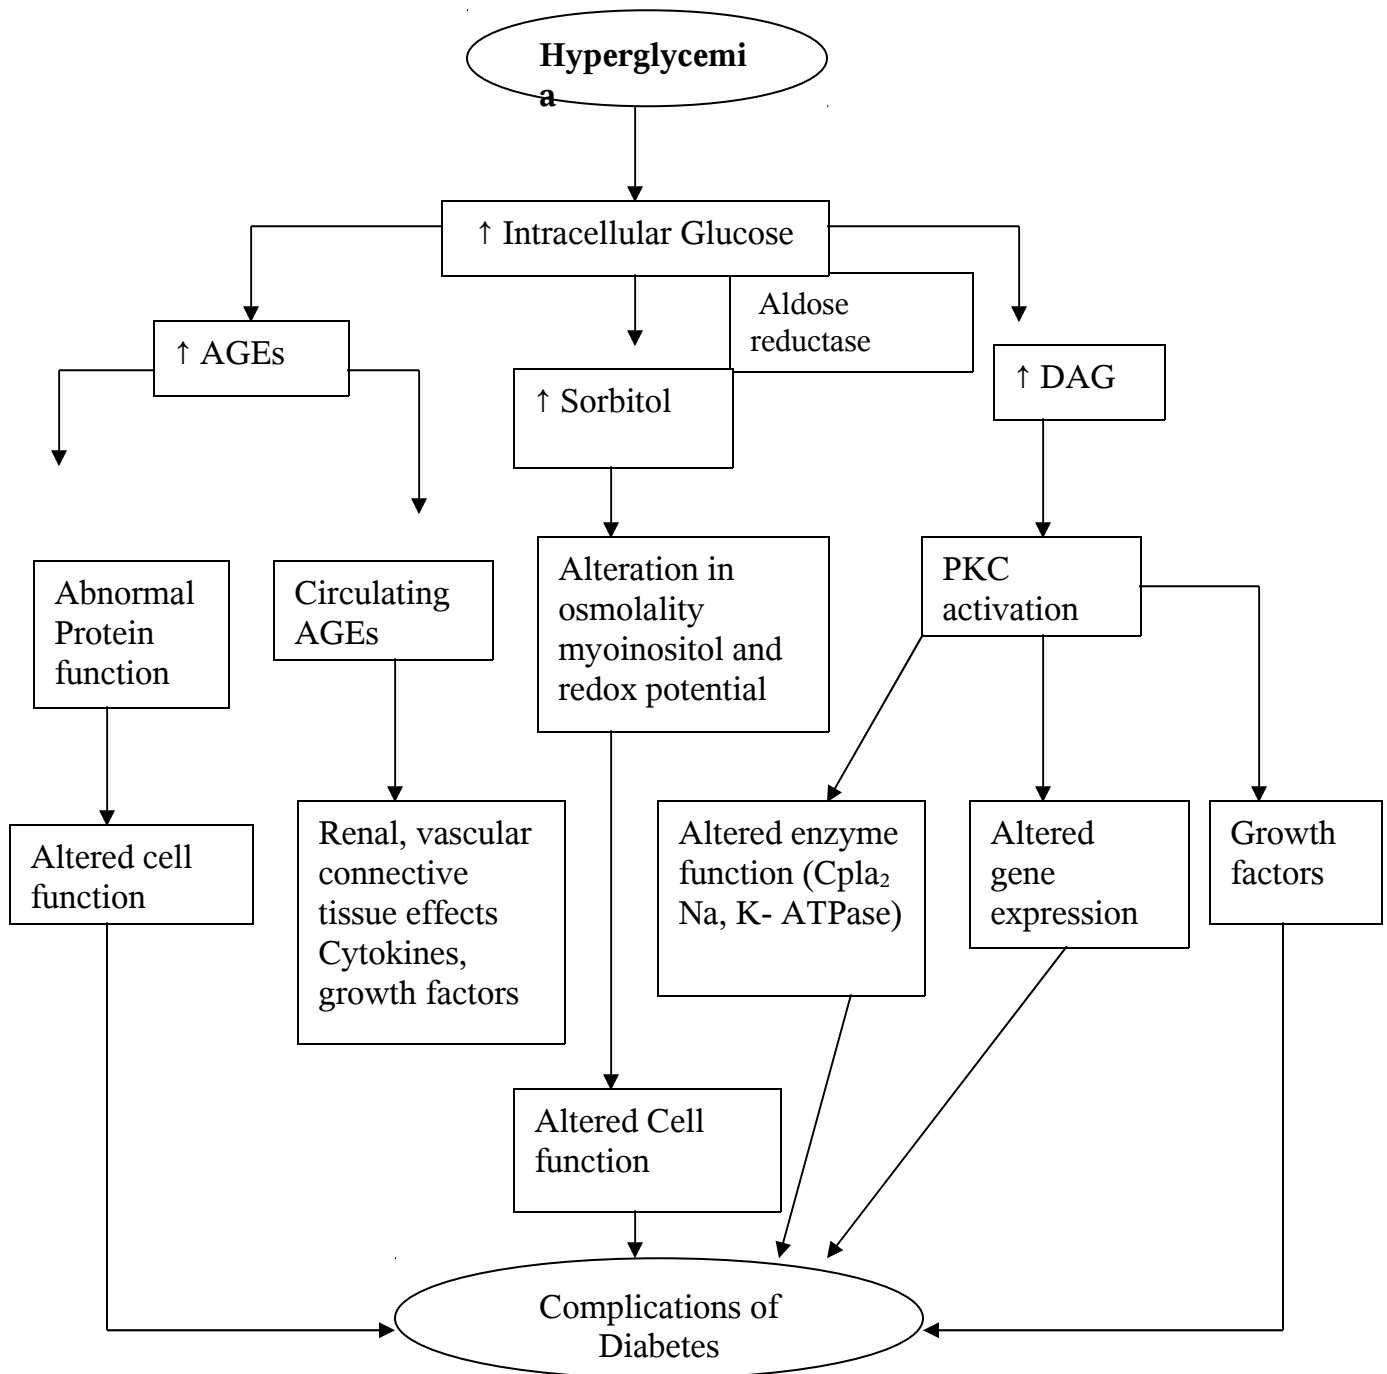 Hyperglycemi
a
↑ Intracellular Glucose
Aldose
reductase
↑ AGEs
↑ Sorbitol
↑ DAG
Abnormal
Protein
function
Circulating
AGEs
Alteration in
osmolality
myoinositol and
redox potential
PKC
activation
Altered cell
function
Renal, vascular
connective
tissue effects
Cytokines,
growth factors
Altered enzyme
function (Cpla₂
Na, K- ATPase)
Altered
gene
expression
Growth
factors
Altered Cell
function
Complications of
Diabetes